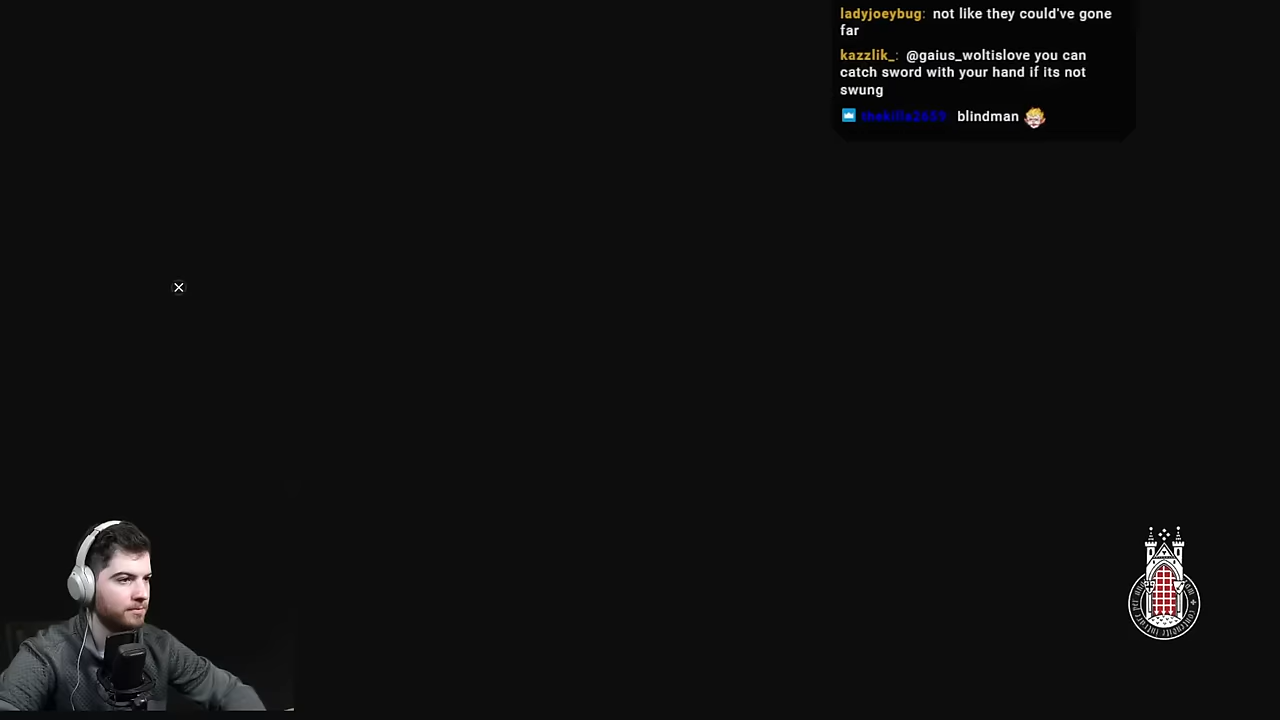 ladyjoeybug: not like they could've gone
far
kazzlik_: @gaius_woltislove you can
catch sword with your hand if its not
swung
thekilla2659 blindman